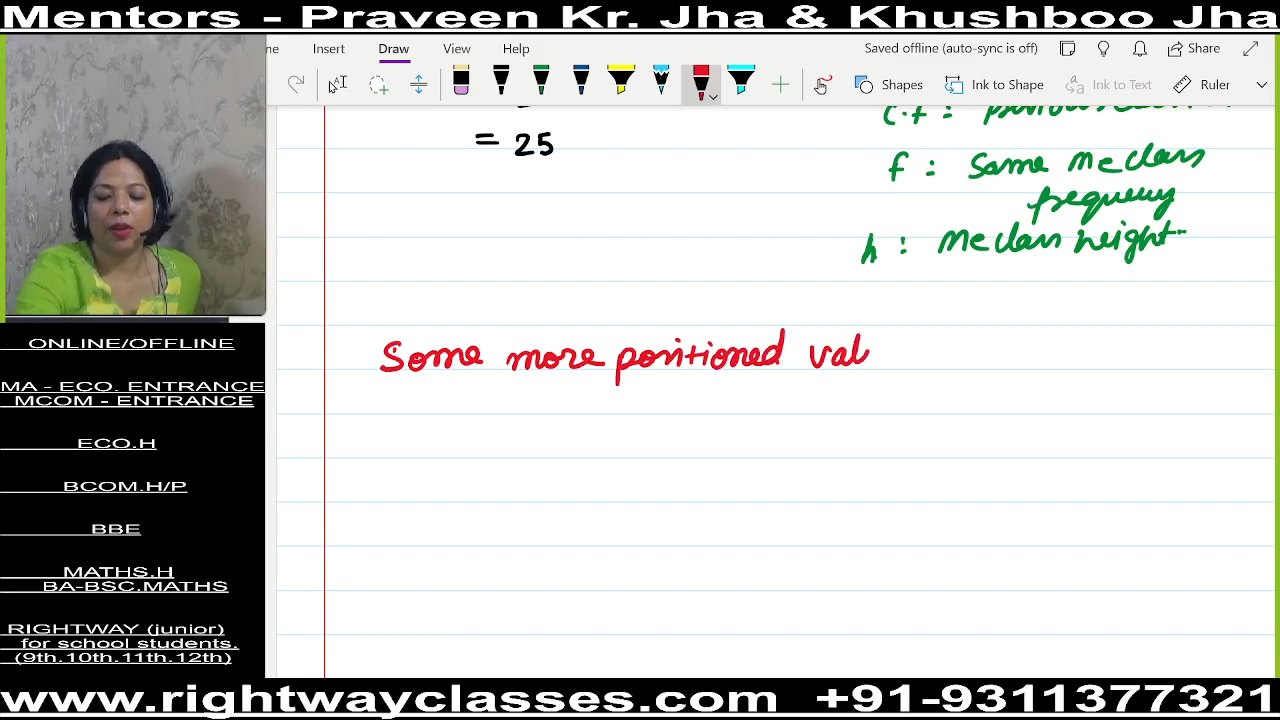 Mentors - Praveen Kr. Jha & Khushboo Jha
Insert Draw View Help
Saved offline (auto-sync is off)
Share
Shapes
Ink to Shape
Ink to Text
Ruler
= 25
f : Same Me class
frequency
h : Me class height
Some more positioned val
ONLINE/OFFLINE
MA - ECO. ENTRANCE
MCOM - ENTRANCE
ECO.H
BCOM.H/P
BBE
MATHS.H
BA-BSC.MATHS
RIGHTWAY (junior)
for school students.
(9th.10th.11th.12th)
www.rightwayclasses.com +91-9311377321